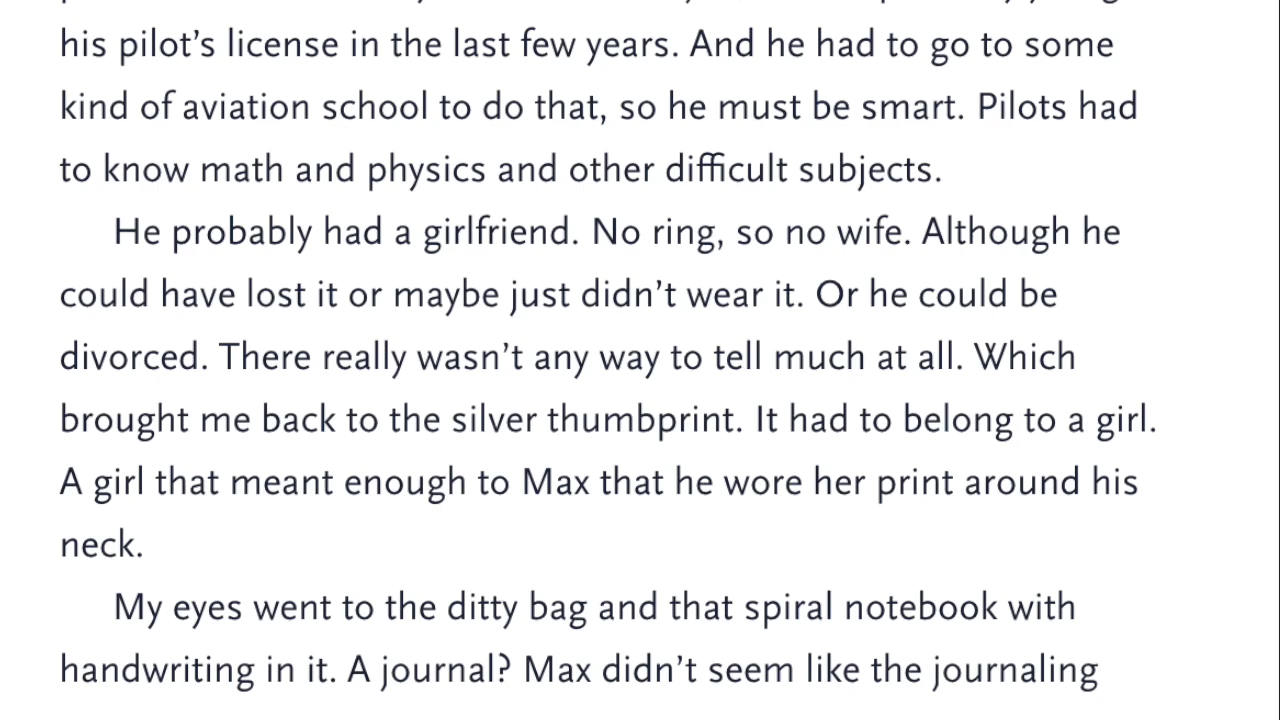 his pilot’s license in the last few years. And he had to go to some
kind of aviation school to do that, so he must be smart. Pilots had
to know math and physics and other difficult subjects.
He probably had a girlfriend. No ring, so no wife. Although he
could have lost it or maybe just didn’t wear it. Or he could be
divorced. There really wasn’t any way to tell much at all. Which
brought me back to the silver thumbprint. It had to belong to a girl.
A girl that meant enough to Max that he wore her print around his
neck.
My eyes went to the ditty bag and that spiral notebook with
handwriting in it. A journal? Max didn’t seem like the journaling